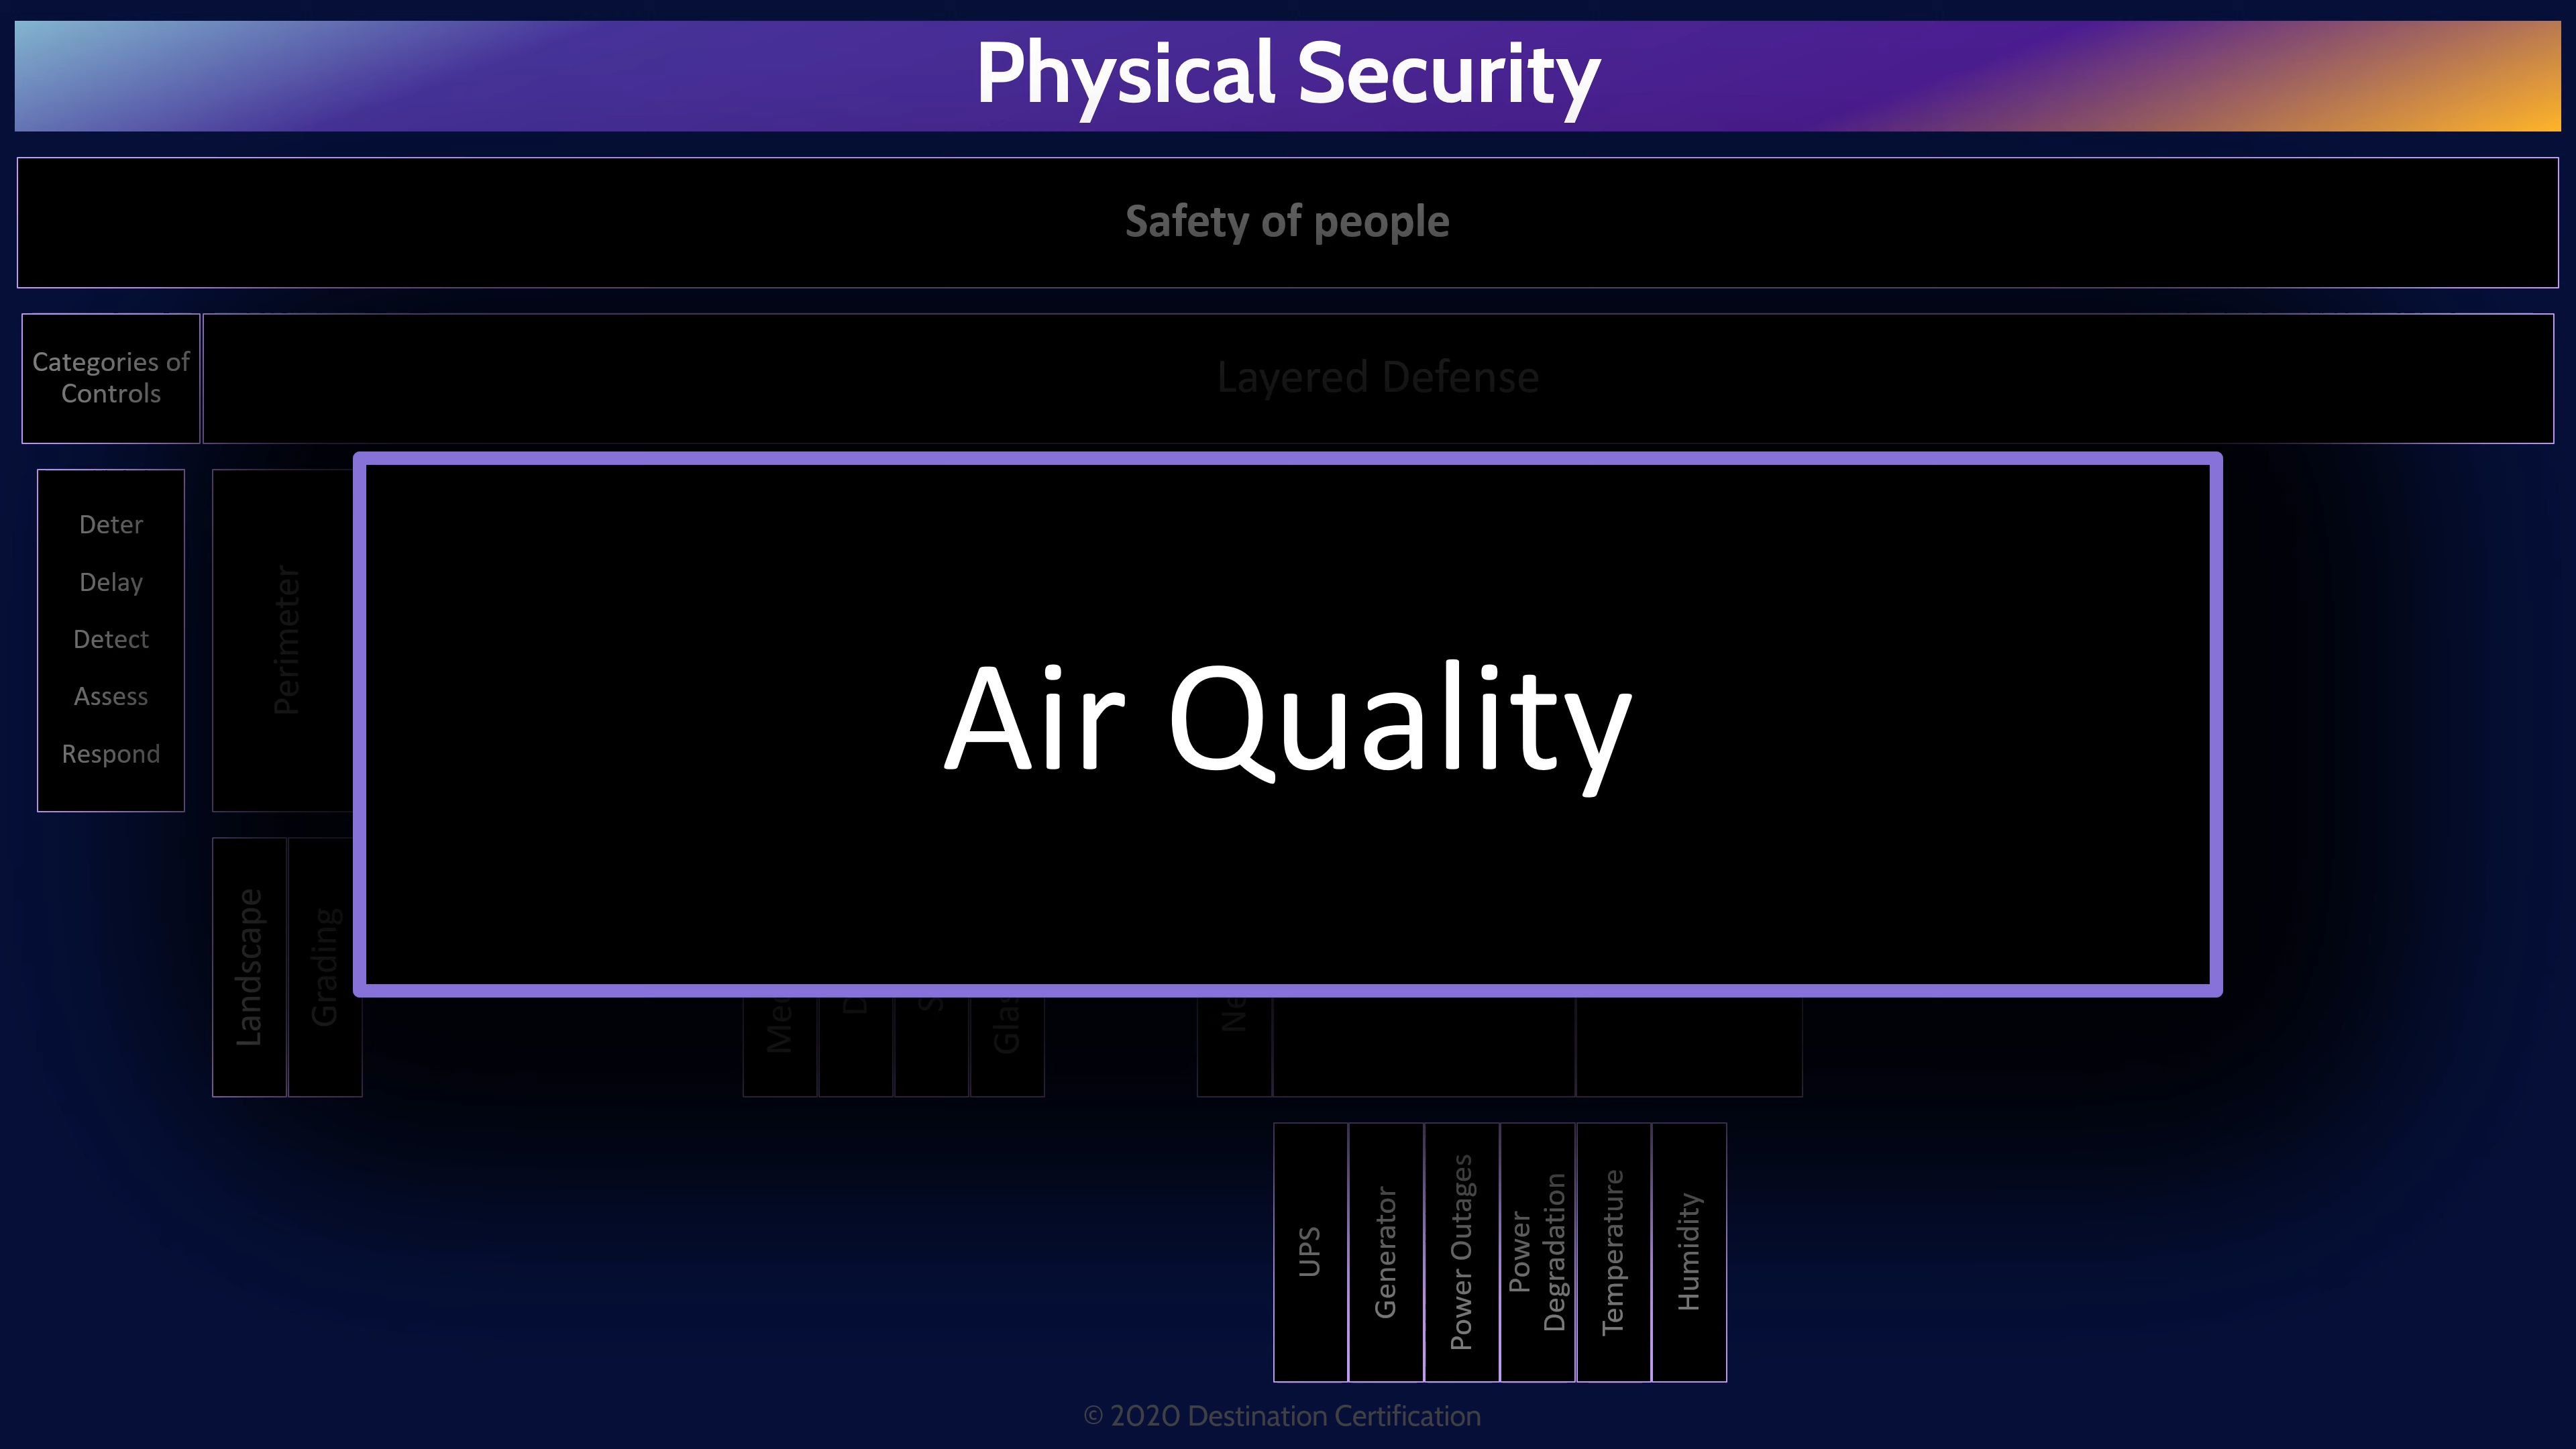 Physical Security
Safety of people
Categories of
Controls
Layered Defense
Deter
Delay
Detect
Assess
Respond
Perimeter
Air Quality
Landscape
Grading
UPS
Generator
Power Outages
Power
Degradation
Temperature
Humidity
© 2020 Destination Certification